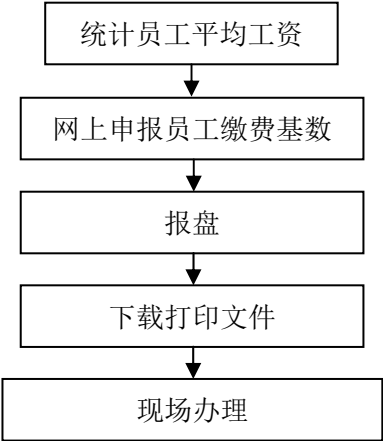 统计员工平均工资
网上申报员工缴费基数
报盘
下载打印文件
现场办理